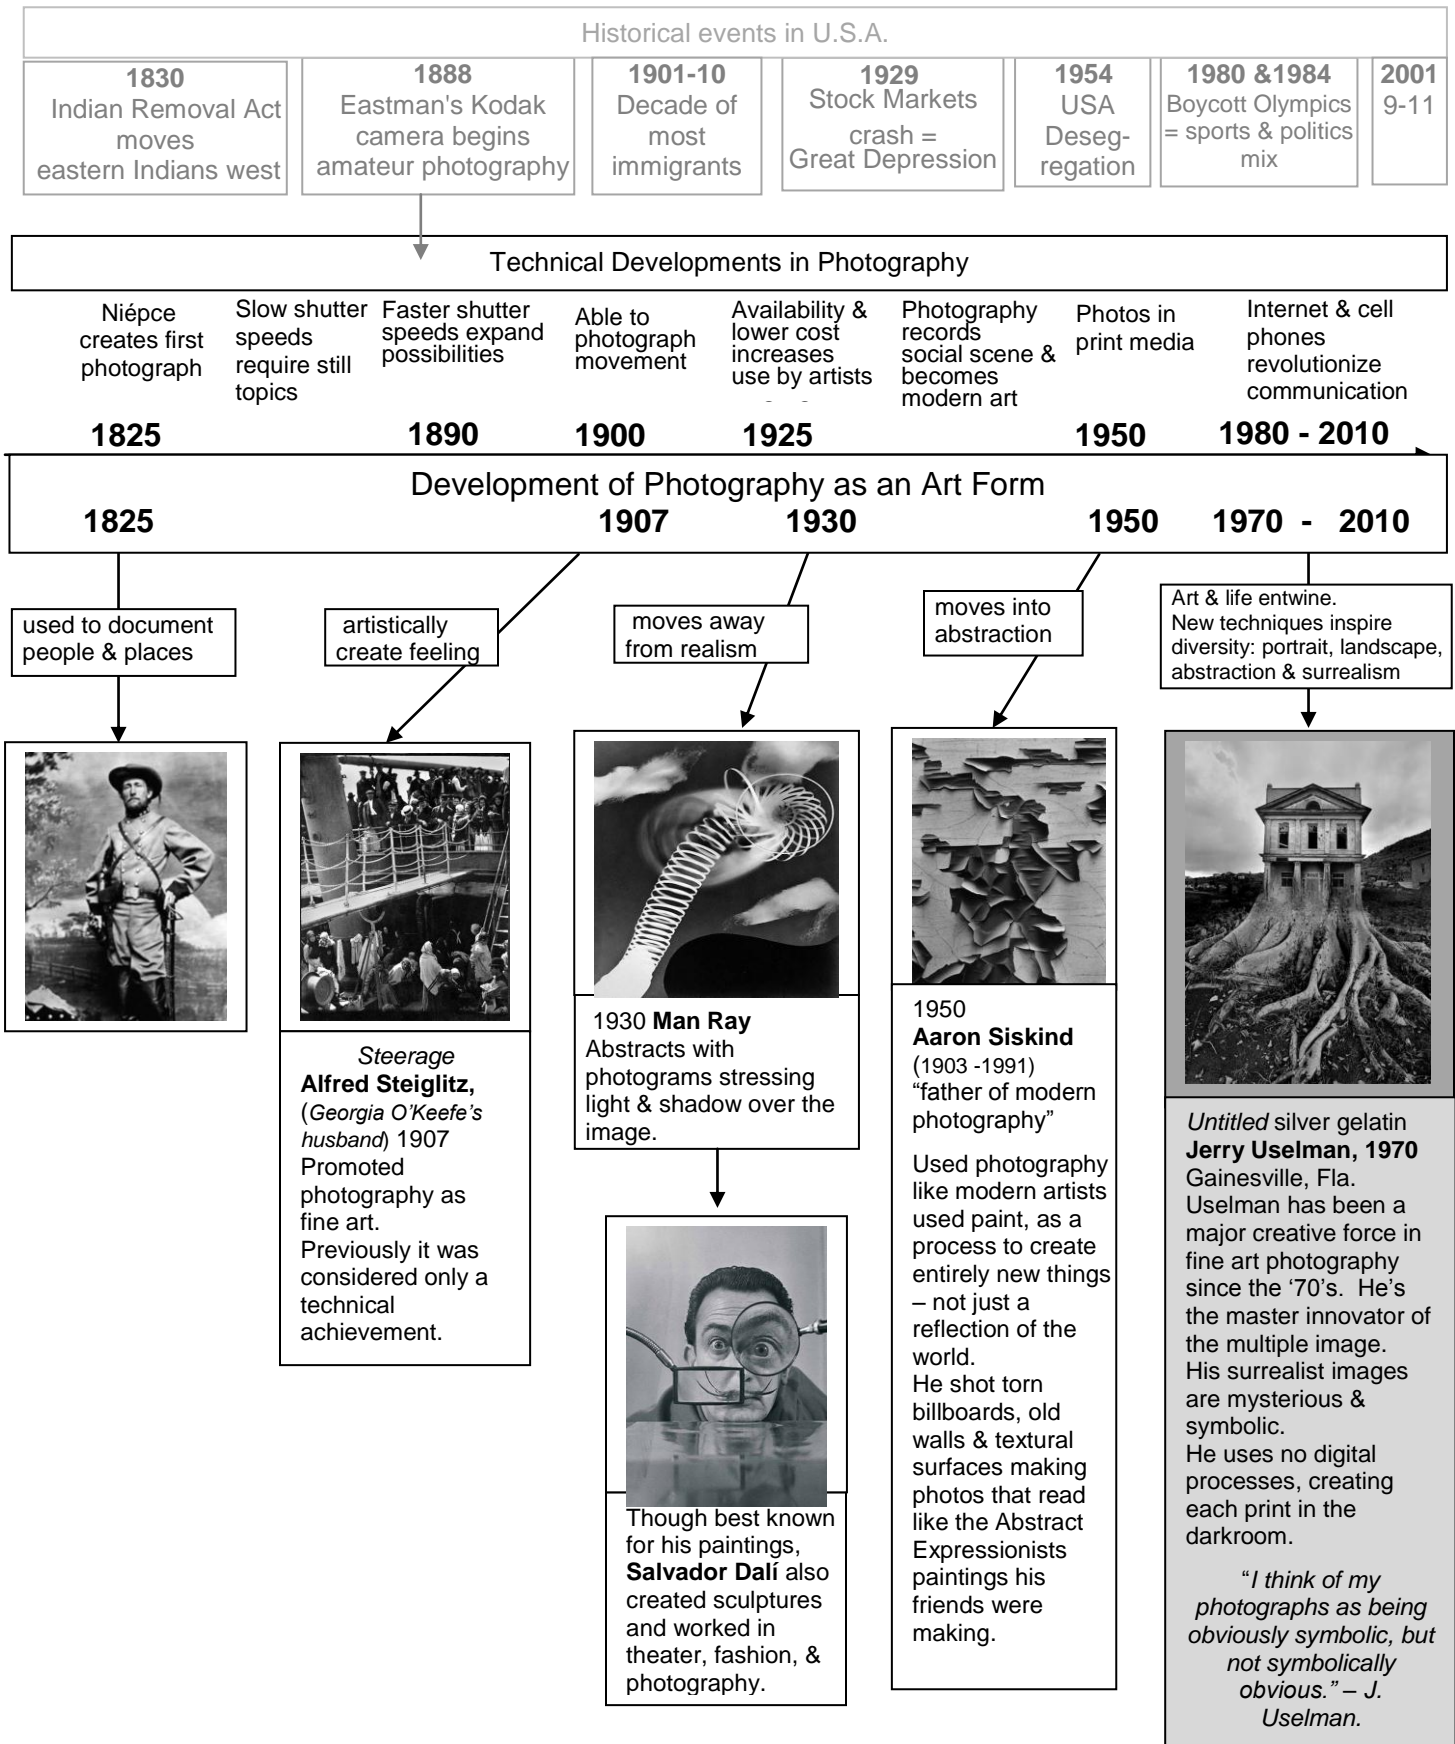 Historical events in U.S.A.
1830
Indian Removal Act
moves
eastern Indians west
1888
Eastman's Kodak
camera begins
amateur photography
1901-10
Decade of
most
immigrants
1929
Stock Markets
crash =
Great Depression
1954
USA
Deseg-
regation
1980 &1984
Boycott Olympics
= sports & politics
mix
2001
9-11
Technical Developments in Photography
Niépce
creates first
photograph
Slow shutter
speeds
require still
topics
Faster shutter
speeds expand
possibilities
Able to
photograph
movement
Availability &
lower cost
increases
use by artists
Photography
records
social scene &
becomes
modern art
Photos in
print media
Internet & cell
phones
revolutionize
communication
1825
1890
1900
1925
1950
1980 - 2010
Development of Photography as an Art Form
1825
1907
1930
1950
1970 - 2010
used to document
people & places
artistically
create feeling
moves away
from realism
moves into
abstraction
Art & life entwine.
New techniques inspire
diversity: portrait, landscape,
abstraction & surrealism
Steerage
Alfred Steiglitz,
(Georgia O'Keefe's
husband) 1907
Promoted
photography as
fine art.
Previously it was
considered only a
technical
achievement.
1930 Man Ray
Abstracts with
photograms stressing
light & shadow over the
image.
Though best known
for his paintings,
Salvador Dalí also
created sculptures
and worked in
theater, fashion, &
photography.
1950
Aaron Siskind
(1903 -1991)
“father of modern
photography”
Used photography
like modern artists
used paint, as a
process to create
entirely new things
– not just a
reflection of the
world.
He shot torn
billboards, old
walls & textural
surfaces making
photos that read
like the Abstract
Expressionists
paintings his
friends were
making.
Untitled silver gelatin
Jerry Uselman, 1970
Gainesville, Fla.
Uselman has been a
major creative force in
fine art photography
since the ‘70’s. He’s
the master innovator of
the multiple image.
His surrealist images
are mysterious &
symbolic.
He uses no digital
processes, creating
each print in the
darkroom.
“I think of my
photographs as being
obviously symbolic, but
not symbolically
obvious.” – J.
Uselman.